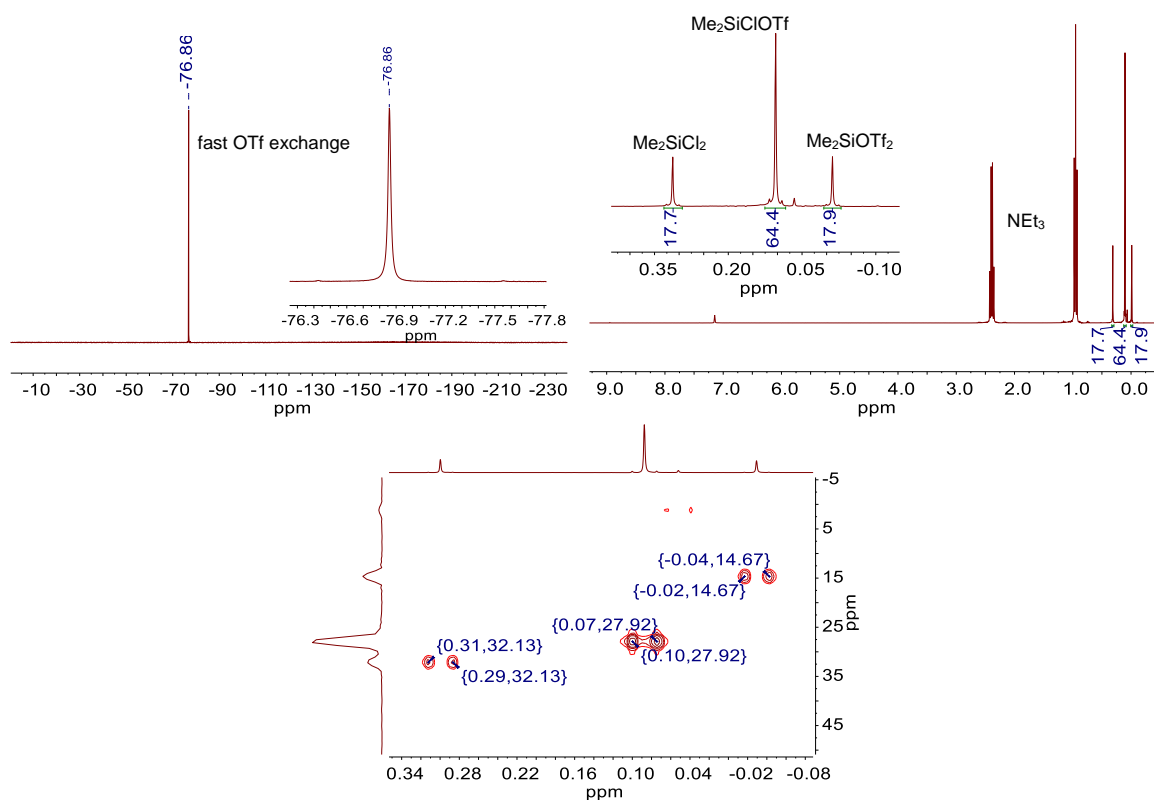 -76.86
-76.86
fast OTf exchange
-76.3 -76.6 -76.9 -77.2 -77.5 -77.8
ppm
-10 -30 -50 -70 -90 -110 -130 -150 -170 -190 -210 -230
ppm
Me₂SiClOTf
Me₂SiCl₂
Me₂SiOTf₂
17.7
64.4
17.9
0.35 0.20 0.05 -0.10
ppm
NEt₃
17.7
64.4
17.9
9.0 8.0 7.0 6.0 5.0 4.0 3.0 2.0 1.0 0.0
ppm
-5
5
15
25
35
45
ppm
{-0.04,14.67}
{-0.02,14.67}
{0.07,27.92}
{0.10,27.92}
{0.31,32.13}
{0.29,32.13}
0.34 0.28 0.22 0.16 0.10 0.04 -0.02 -0.08
ppm